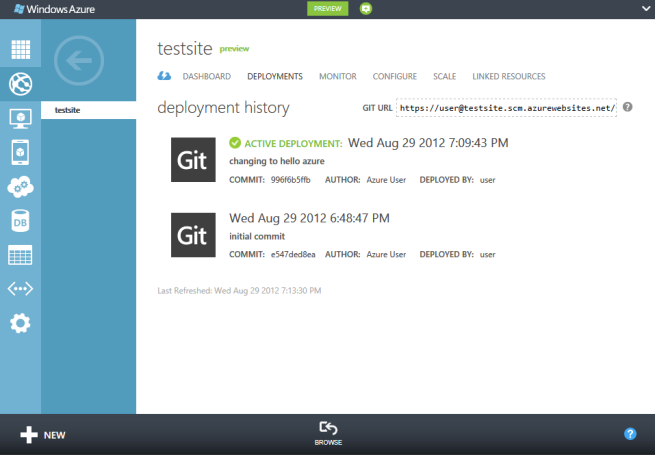 Windows Azure PREVIEW
testsite preview
DASHBOARD DEPLOYMENTS MONITOR CONFIGURE SCALE LINKED RESOURCES
testsite
deployment history GIT URL https://user@testsite.scm.azurewebsites.net/ ?
Git
ACTIVE DEPLOYMENT: Wed Aug 29 2012 7:09:43 PM
changing to hello azure
COMMIT: 996f6b5ffb AUTHOR: Azure User DEPLOYED BY: user
Git
Wed Aug 29 2012 6:48:47 PM
initial commit
COMMIT: e547ded8ea AUTHOR: Azure User DEPLOYED BY: user
DB
Last Refreshed: Wed Aug 29 2012 7:13:30 PM
NEW BROWSE ?